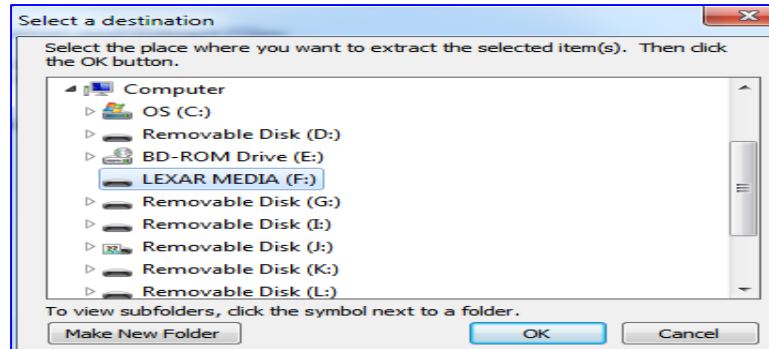 Select a destination
Select the place where you want to extract the selected item(s). Then click
the OK button.
Computer
OS (C:)
Removable Disk (D:)
BD-ROM Drive (E:)
LEXAR MEDIA (F:)
Removable Disk (G:)
Removable Disk (I:)
Removable Disk (J:)
Removable Disk (K:)
Removable Disk (L:)
To view subfolders, click the symbol next to a folder.
Make New Folder OK Cancel